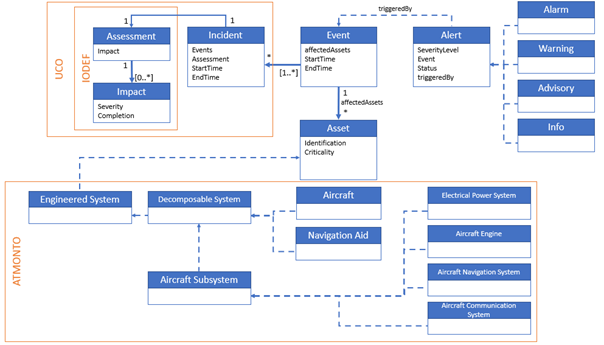 UCO
IODEF
1
1
Assessment
Impact
1
[0..*]
Impact
Severity
Completion
Incident
Events
Assessment
StartTime
EndTime
*
[1..*]
Event
affectedAssets
StartTime
EndTime
triggeredBy
Alert
SeverityLevel
Event
Status
triggeredBy
Alarm
Warning
Advisory
Info
1
affectedAssets
*
Asset
Identification
Criticality
ATMONTO
Engineered System
Decomposable System
Aircraft
Navigation Aid
Aircraft Subsystem
Electrical Power System
Aircraft Engine
Aircraft Navigation System
Aircraft Communication
System